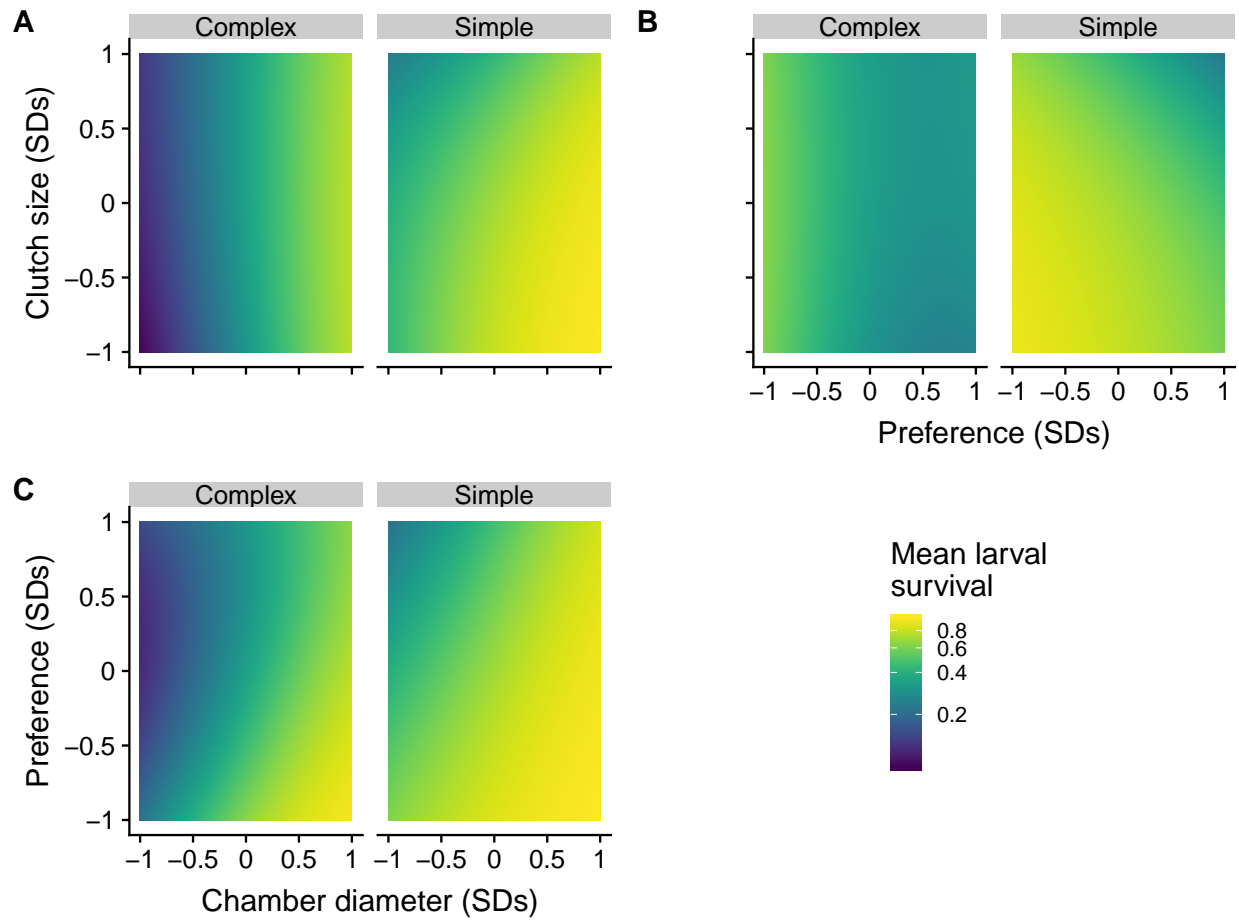 A
Complex
Simple
1
0.5
0
−0.5
−1
Clutch size (SDs)
B
Complex
Simple
−1 −0.5 0 0.5 1 −1 −0.5 0 0.5 1
Preference (SDs)
C
Complex
Simple
1
0.5
0
−0.5
−1
Preference (SDs)
−1 −0.5 0 0.5 1 −1 −0.5 0 0.5 1
Chamber diameter (SDs)
Mean larval
survival
0.8
0.6
0.4
0.2